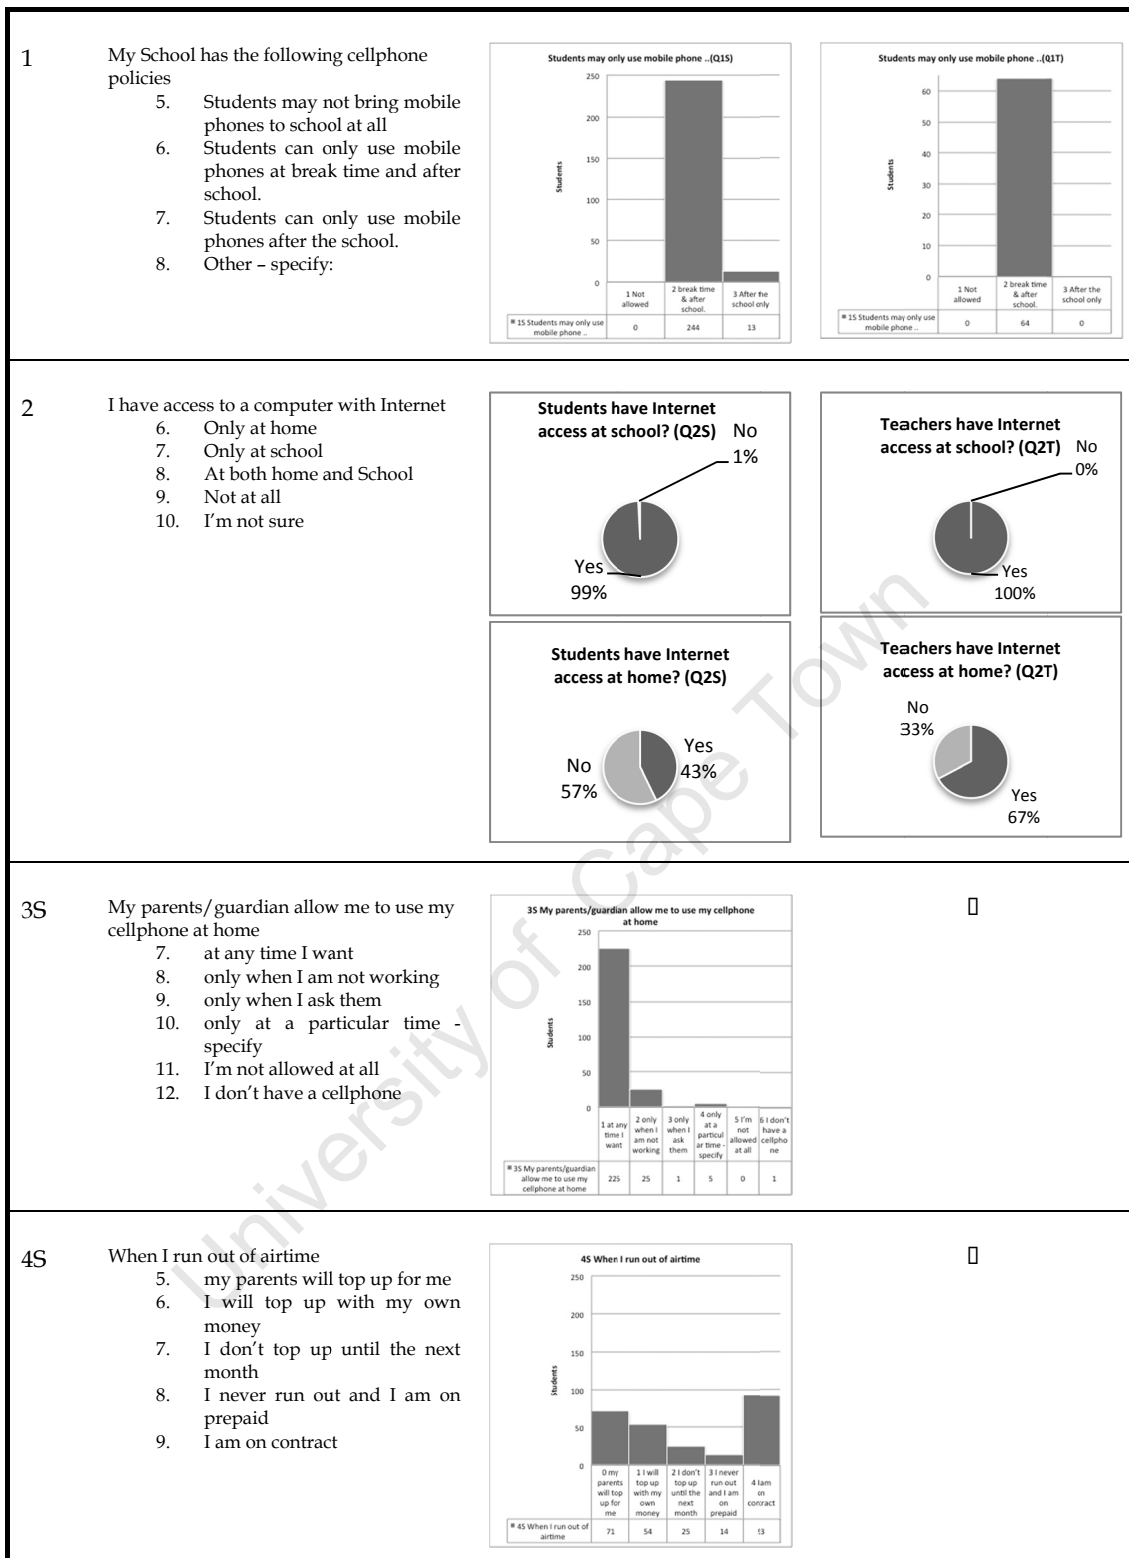 1
My School has the following cellphone
policies
5. Students may not bring mobile
phones to school at all
6. Students can only use mobile
phones at break time and after
school.
7. Students can only use mobile
phones after the school.
8. Other – specify:
Students may only use mobile phone ..(Q1S)
250
200
150
100
50
0
Students
1 Not allowed
2 break time & after school.
3 After the school only
1S Students may only use mobile phone ..
0 244 13
Students may only use mobile phone ..(Q1T)
60
50
40
30
20
10
0
Students
1 Not allowed
2 break time & after school.
3 After the school only
1S Students may only use mobile phone ..
0 64 0
2
I have access to a computer with Internet
6. Only at home
7. Only at school
8. At both home and School
9. Not at all
10. I'm not sure
Students have Internet
access at school? (Q2S)
No
1%
Yes
99%
Teachers have Internet
access at school? (Q2T)
No
0%
Yes
100%
Students have Internet
access at home? (Q2S)
Yes
43%
No
57%
Teachers have Internet
access at home? (Q2T)
No
33%
Yes
67%
3S
My parents/guardian allow me to use my
cellphone at home
7. at any time I want
8. only when I am not working
9. only when I ask them
10. only at a particular time -
specify
11. I'm not allowed at all
12. I don't have a cellphone
3S My parents/guardian allow me to use my cellphone
at home
250
200
150
100
50
0
Students
1 at any time I want
2 only when I am not working
3 only when I ask them
4 only at a particul ar time - specify
5 I'm not allowed at all
6 I don't have a cellpho ne
3S My parents/guardian allow me to use my cellphone at home
225 25 1 5 0 1
4S
When I run out of airtime
5. my parents will top up for me
6. I will top up with my own
money
7. I don't top up until the next
month
8. I never run out and I am on
prepaid
9. I am on contract
4S When I run out of airtime
250
200
150
100
50
0
Students
0 my parents will top up for me
1 I will top up with my own money
2 I don't top up until the next month
3 I never run out and I am on prepaid
4 Iam on contract
4S When I run out of airtime
71 54 25 14
University of Cape Town